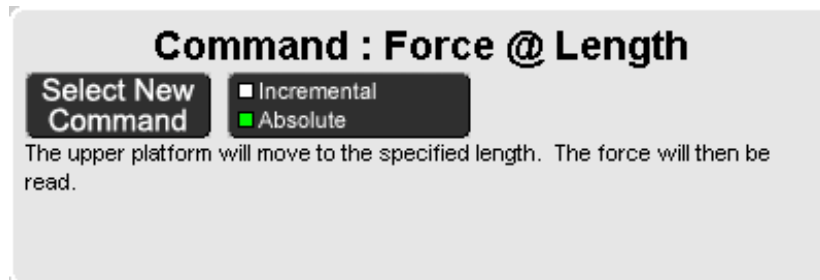 Command : Force @ Length
Select New
Command
Incremental
Absolute
The upper platform will move to the specified length.  The force will then be
read.